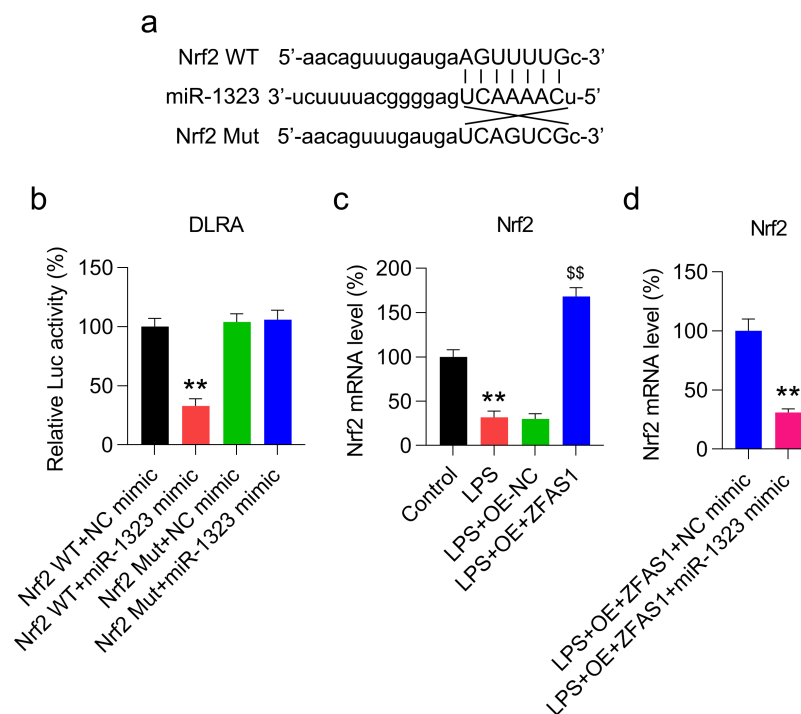 a
Nrf2 WT 5’-aacaguuugaugaAGUUUUGc-3’
miR-1323 3’-ucuuuuacggggagUCAAAACu-5’
Nrf2 Mut 5’-aacaguuugaugaUCAGUCGc-3’
b
DLRA
Relative Luc activity (%)
150
100
50
0
**
Nrf2 WT+NC mimic
Nrf2 WT+miR-1323 mimic
Nrf2 Mut+NC mimic
Nrf2 Mut+miR-1323 mimic
c
Nrf2
Nrf2 mRNA level (%)
200
150
100
50
0
**
$$
Control
LPS
LPS+OE-NC
LPS+OE+ZFAS1
d
Nrf2
Nrf2 mRNA level (%)
150
100
50
0
**
LPS+OE+ZFAS1+NC mimic
LPS+OE+ZFAS1+miR-1323 mimic